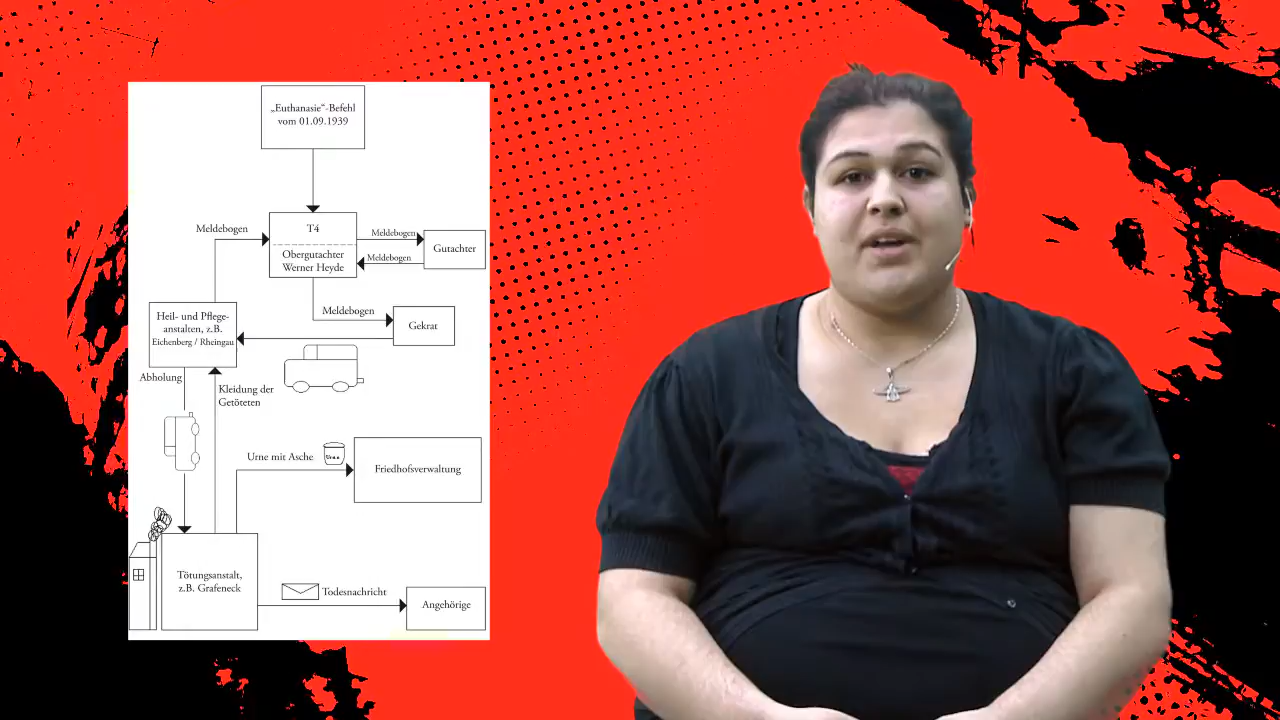 „Euthanasie“-Befehl
vom 01.09.1939
Meldebogen
T4
Obergutachter
Werner Heyde
Meldebogen
Meldebogen
Gutachter
Meldebogen
Gekrat
Heil- und Pflege-
anstalten, z.B.
Eichenberg / Rheingau
Abholung
Kleidung der
Getöteten
Urne mit Asche
Urne
Friedhofsverwaltung
Tötungsanstalt,
z.B. Grafeneck
Todesnachricht
Angehörige